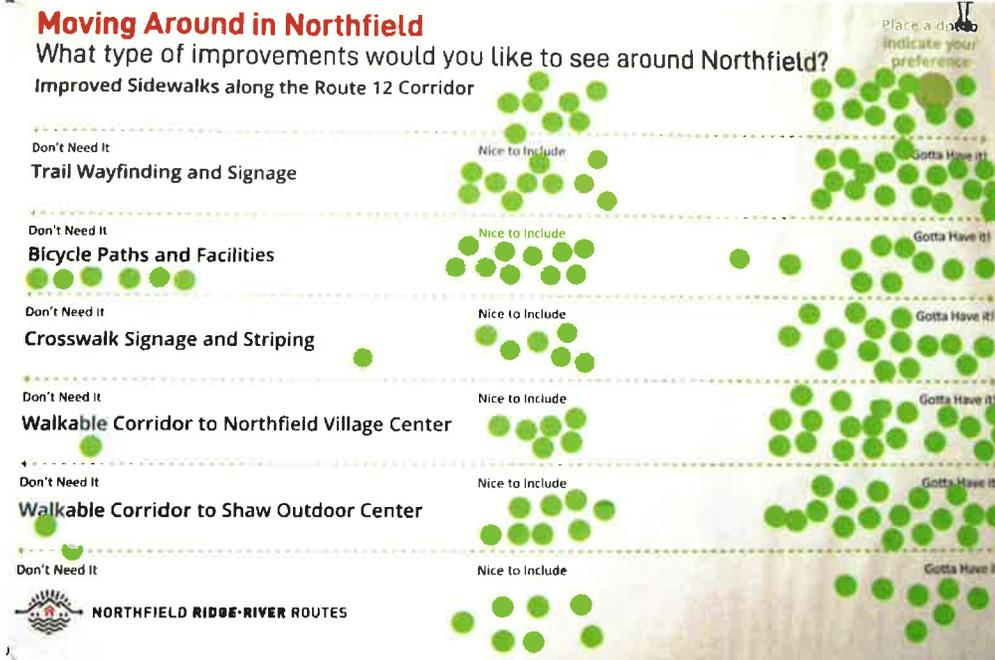 Moving Around in Northfield
What type of improvements would you like to see around Northfield?
Place a
indicate your
preference
Improved Sidewalks along the Route 12 Corridor
Don't Need It Nice to Include Gotta Have it!
Trail Wayfinding and Signage
Don't Need It Nice to Include Gotta Have it!
Bicycle Paths and Facilities
Don't Need It Nice to Include Gotta Have it!
Crosswalk Signage and Striping
Don't Need It Nice to Include Gotta Have it
Walkable Corridor to Northfield Village Center
Don't Need It Nice to Include Gotta Have it
Walkable Corridor to Shaw Outdoor Center
Don't Need It Nice to Include Gotta Have
NORTHFIELD RIDGE·RIVER ROUTES